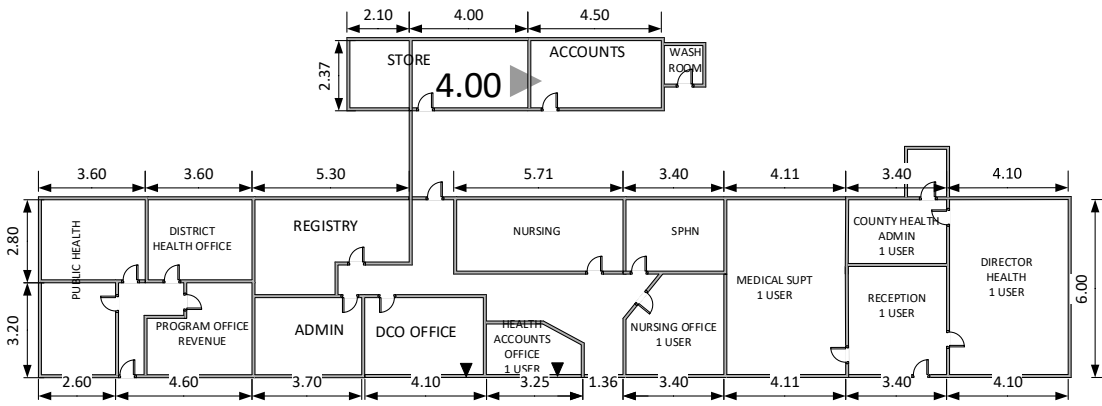 2.10 4.00 4.50
2.37
STORE
4.00
ACCOUNTS
WASH
ROOM
3.60 3.60 5.30 5.71 3.40 4.11 3.40 4.10
2.80
3.20
PUBLIC HEALTH
DISTRICT
HEALTH OFFICE
REGISTRY
NURSING
SPHN
MEDICAL SUPT
1 USER
COUNTY HEALTH
ADMIN
1 USER
DIRECTOR
HEALTH
1 USER
6.00
PROGRAM OFFICE
REVENUE
ADMIN
DCO OFFICE
HEALTH
ACCOUNTS
OFFICE
1 USER
NURSING OFFICE
1 USER
RECEPTION
1 USER
2.60 4.60 3.70 4.10 3.25 1.36 3.40 4.11 3.40 4.10